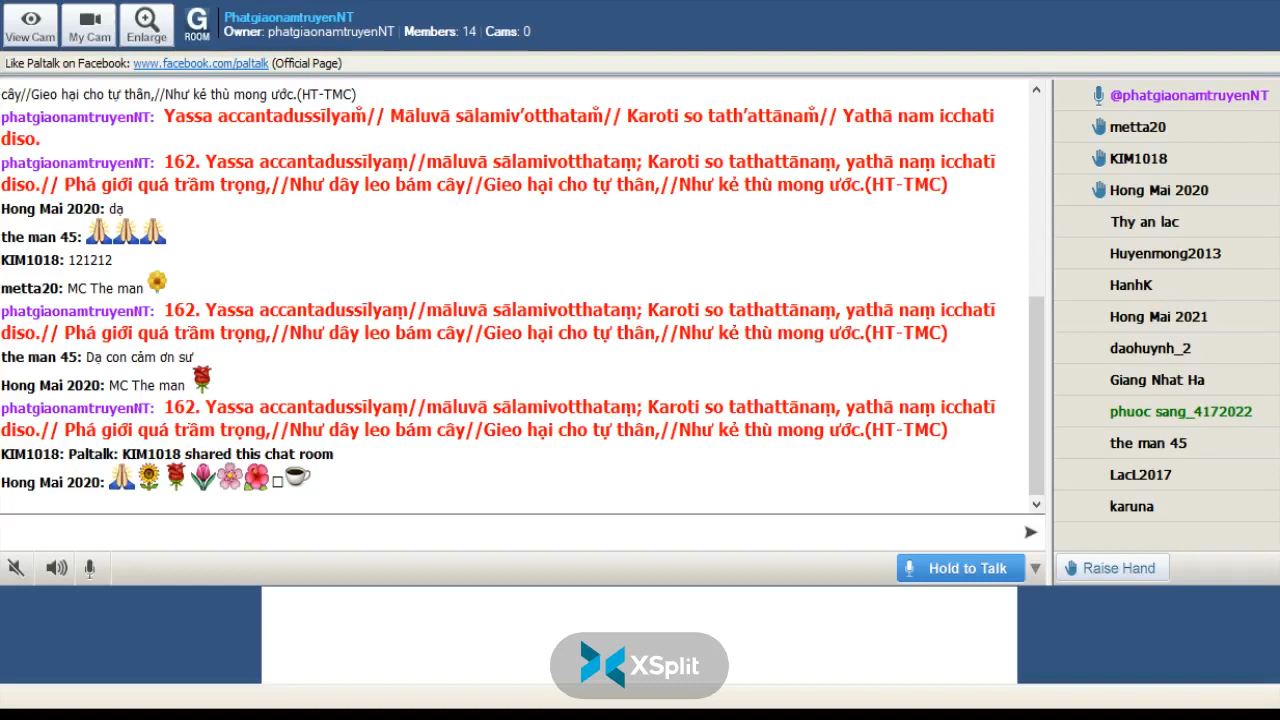 PhatgiaonamtruyenNT
Owner: phatgiaonamtruyenNT | Members: 14 | Cams: 0
View Cam
My Cam
Enlarge
G
ROOM
Like Paltalk on Facebook: www.facebook.com/paltalk (Official Page)
cây//Gieo hại cho tự thân,//Như kẻ thù mong ước.(HT-TMC)
phatgiaonamtruyenNT: Yassa accantadussīlyam̐// Māluvā sālamiv’otthatam̐// Karoti so tath’attānam̐// Yathā nam icchati
diso.
phatgiaonamtruyenNT: 162. Yassa accantadussīlyaṃ//māluvā sālamivotthataṃ; Karoti so tathattānaṃ, yathā naṃ icchatī
diso.// Phá giới quá trầm trọng,//Như dây leo bám cây//Gieo hại cho tự thân,//Như kẻ thù mong ước.(HT-TMC)
Hong Mai 2020: dạ
the man 45:
KIM1018: 121212
metta20: MC The man
phatgiaonamtruyenNT: 162. Yassa accantadussīlyaṃ//māluvā sālamivotthataṃ; Karoti so tathattānaṃ, yathā naṃ icchatī
diso.// Phá giới quá trầm trọng,//Như dây leo bám cây//Gieo hại cho tự thân,//Như kẻ thù mong ước.(HT-TMC)
the man 45: Dạ con cảm ơn sư
Hong Mai 2020: MC The man
phatgiaonamtruyenNT: 162. Yassa accantadussīlyaṃ//māluvā sālamivotthataṃ; Karoti so tathattānaṃ, yathā naṃ icchatī
diso.// Phá giới quá trầm trọng,//Như dây leo bám cây//Gieo hại cho tự thân,//Như kẻ thù mong ước.(HT-TMC)
KIM1018: Paltalk: KIM1018 shared this chat room
Hong Mai 2020:
@phatgiaonamtruyenNT
metta20
KIM1018
Hong Mai 2020
Thy an lac
Huyenmong2013
HanhK
Hong Mai 2021
daohuynh_2
Giang Nhat Ha
phuoc sang_4172022
the man 45
LacL2017
karuna
Hold to Talk
Raise Hand
XSplit